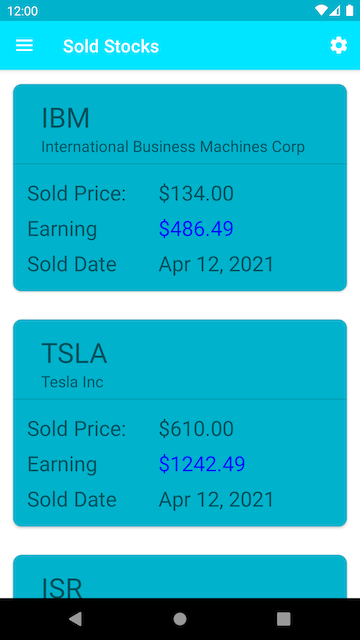 12:00
Sold Stocks
IBM
International Business Machines Corp
Sold Price: $134.00
Earning $486.49
Sold Date Apr 12, 2021
TSLA
Tesla Inc
Sold Price: $610.00
Earning $1242.49
Sold Date Apr 12, 2021
ISR